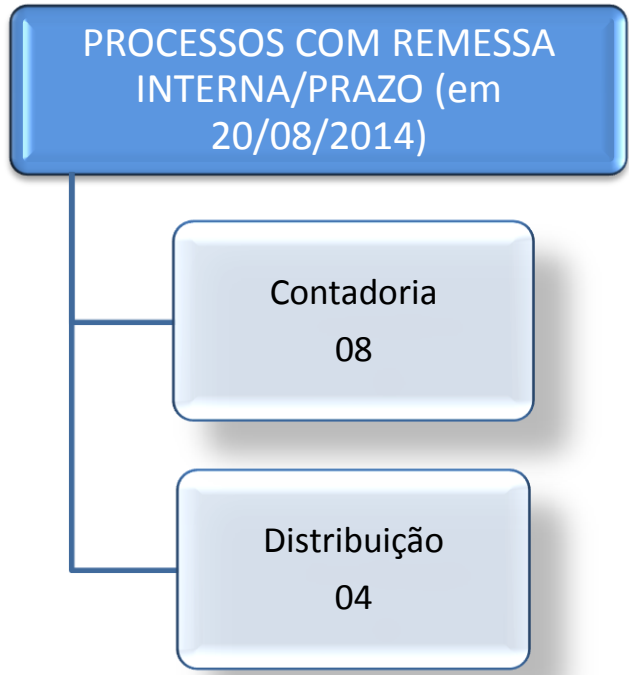 PROCESSOS COM REMESSA
INTERNA/PRAZO (em
20/08/2014)
Contadoria
08
Distribuição
04